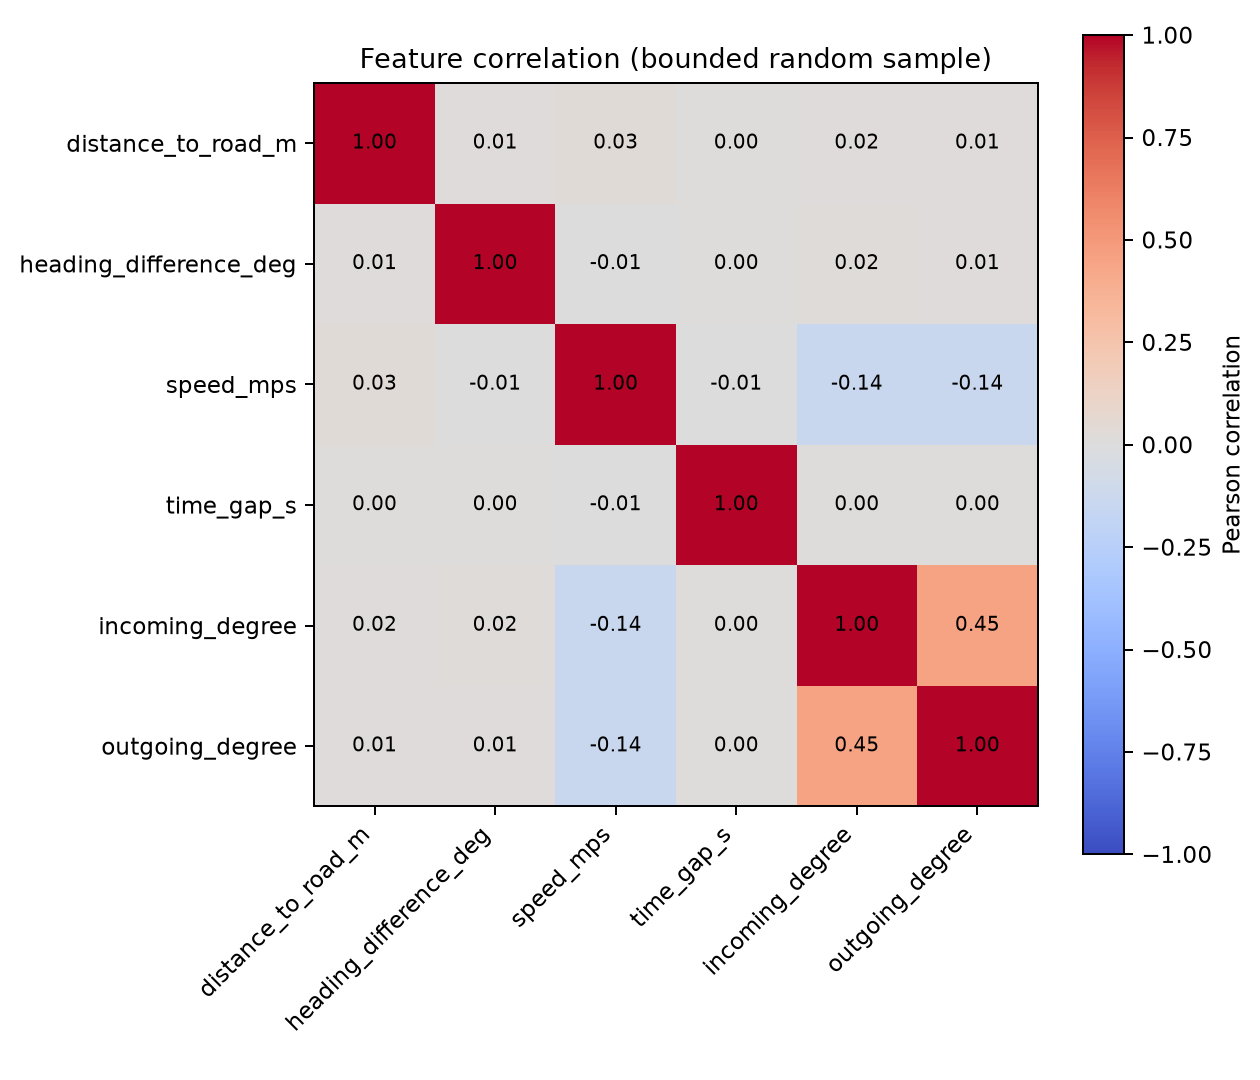 Feature correlation (bounded random sample)
distance_to_road_m 1.00 0.01 0.03 0.00 0.02 0.01
heading_difference_deg 0.01 1.00 -0.01 0.00 0.02 0.01
speed_mps 0.03 -0.01 1.00 -0.01 -0.14 -0.14
time_gap_s 0.00 0.00 -0.01 1.00 0.00 0.00
incoming_degree 0.02 0.02 -0.14 0.00 1.00 0.45
outgoing_degree 0.01 0.01 -0.14 0.00 0.45 1.00
distance_to_road_m
heading_difference_deg
speed_mps
time_gap_s
incoming_degree
outgoing_degree
1.00
0.75
0.50
0.25
0.00
−0.25
−0.50
−0.75
−1.00
Pearson correlation